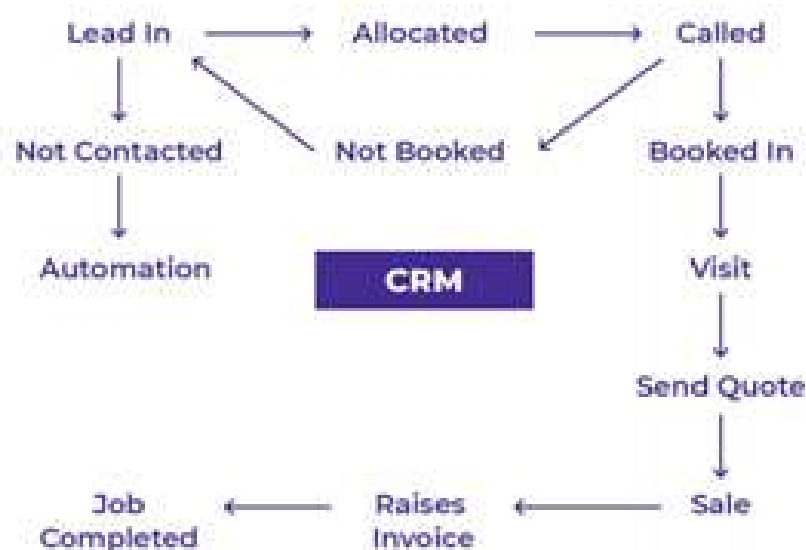 Lead In
Allocated
Called
Not Contacted
Not Booked
Booked In
Automation
CRM
Visit
Send Quote
Job
Completed
Raises
Invoice
Sale